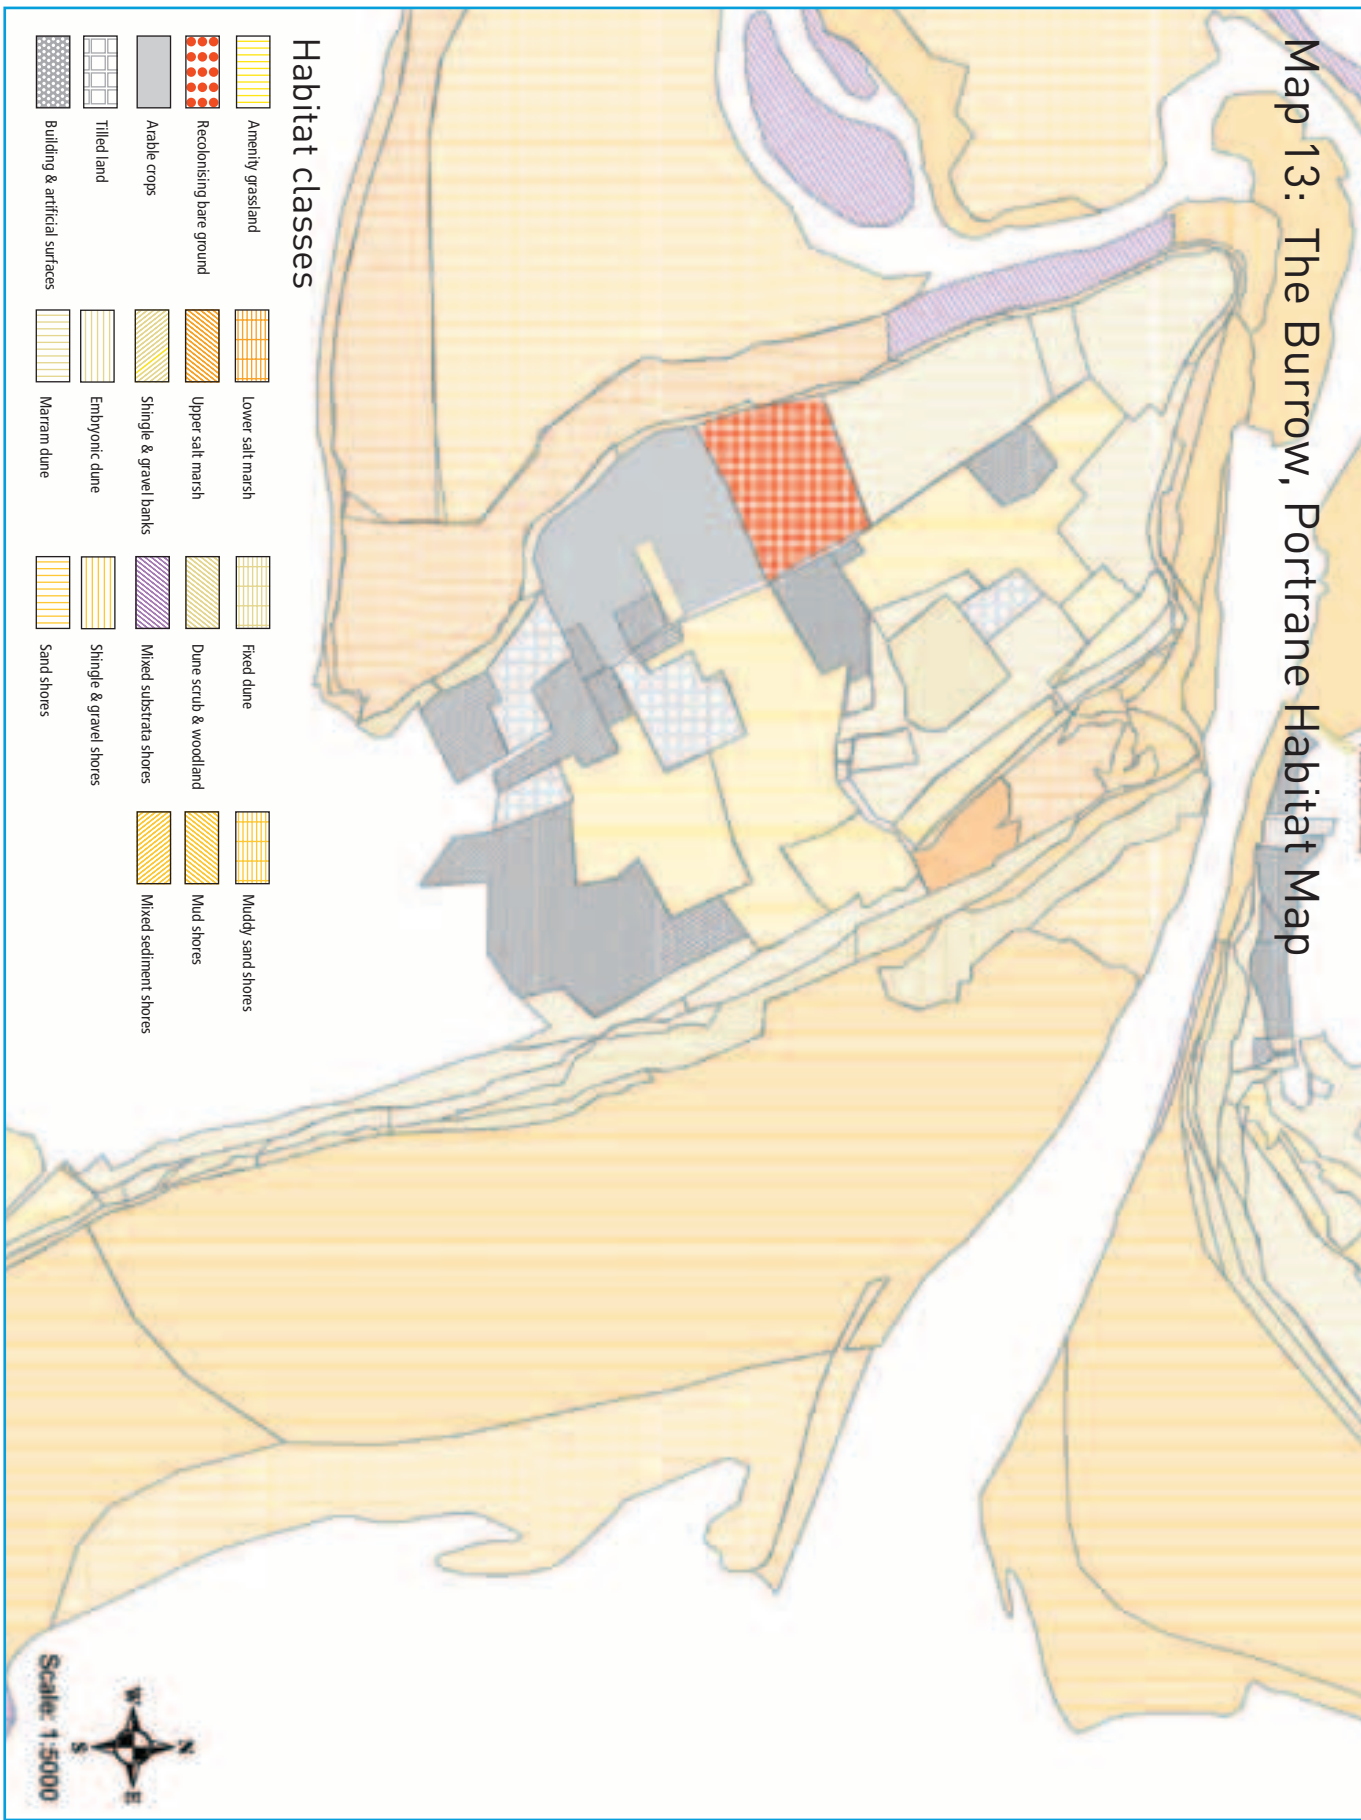 Map 13: The Burrow, Portrane Habitat Map
Habitat classes
Amenity grassland
Recolonising bare ground
Arable crops
Tilled land
Building & artificial surfaces
Lower salt marsh
Upper salt marsh
Shingle & gravel banks
Embryonic dune
Marram dune
Fixed dune
Dune scrub & woodland
Mixed substrata shores
Shingle & gravel shores
Sand shores
Muddy sand shores
Mud shores
Mixed sediment shores
N
W
E
S
Scale: 1:5000